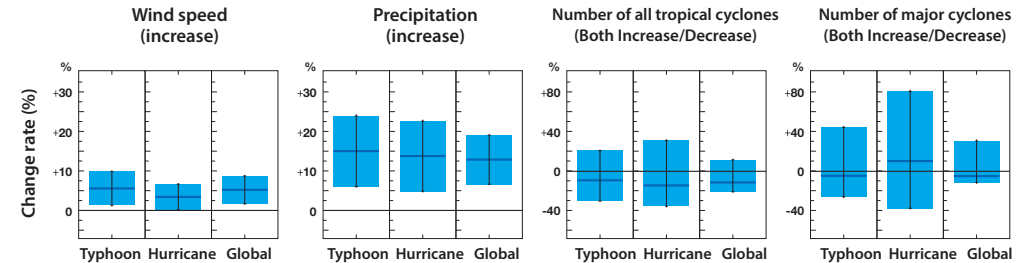 Wind speed
(increase)
Precipitation
(increase)
Number of all tropical cyclones
(Both Increase/Decrease)
Number of major cyclones
(Both Increase/Decrease)
Change rate (%)
%
+30
+20
+10
0
Typhoon Hurricane Global
%
+30
+20
+10
0
Typhoon Hurricane Global
%
+80
+40
0
-40
Typhoon Hurricane Global
%
+80
+40
0
-40
Typhoon Hurricane Global